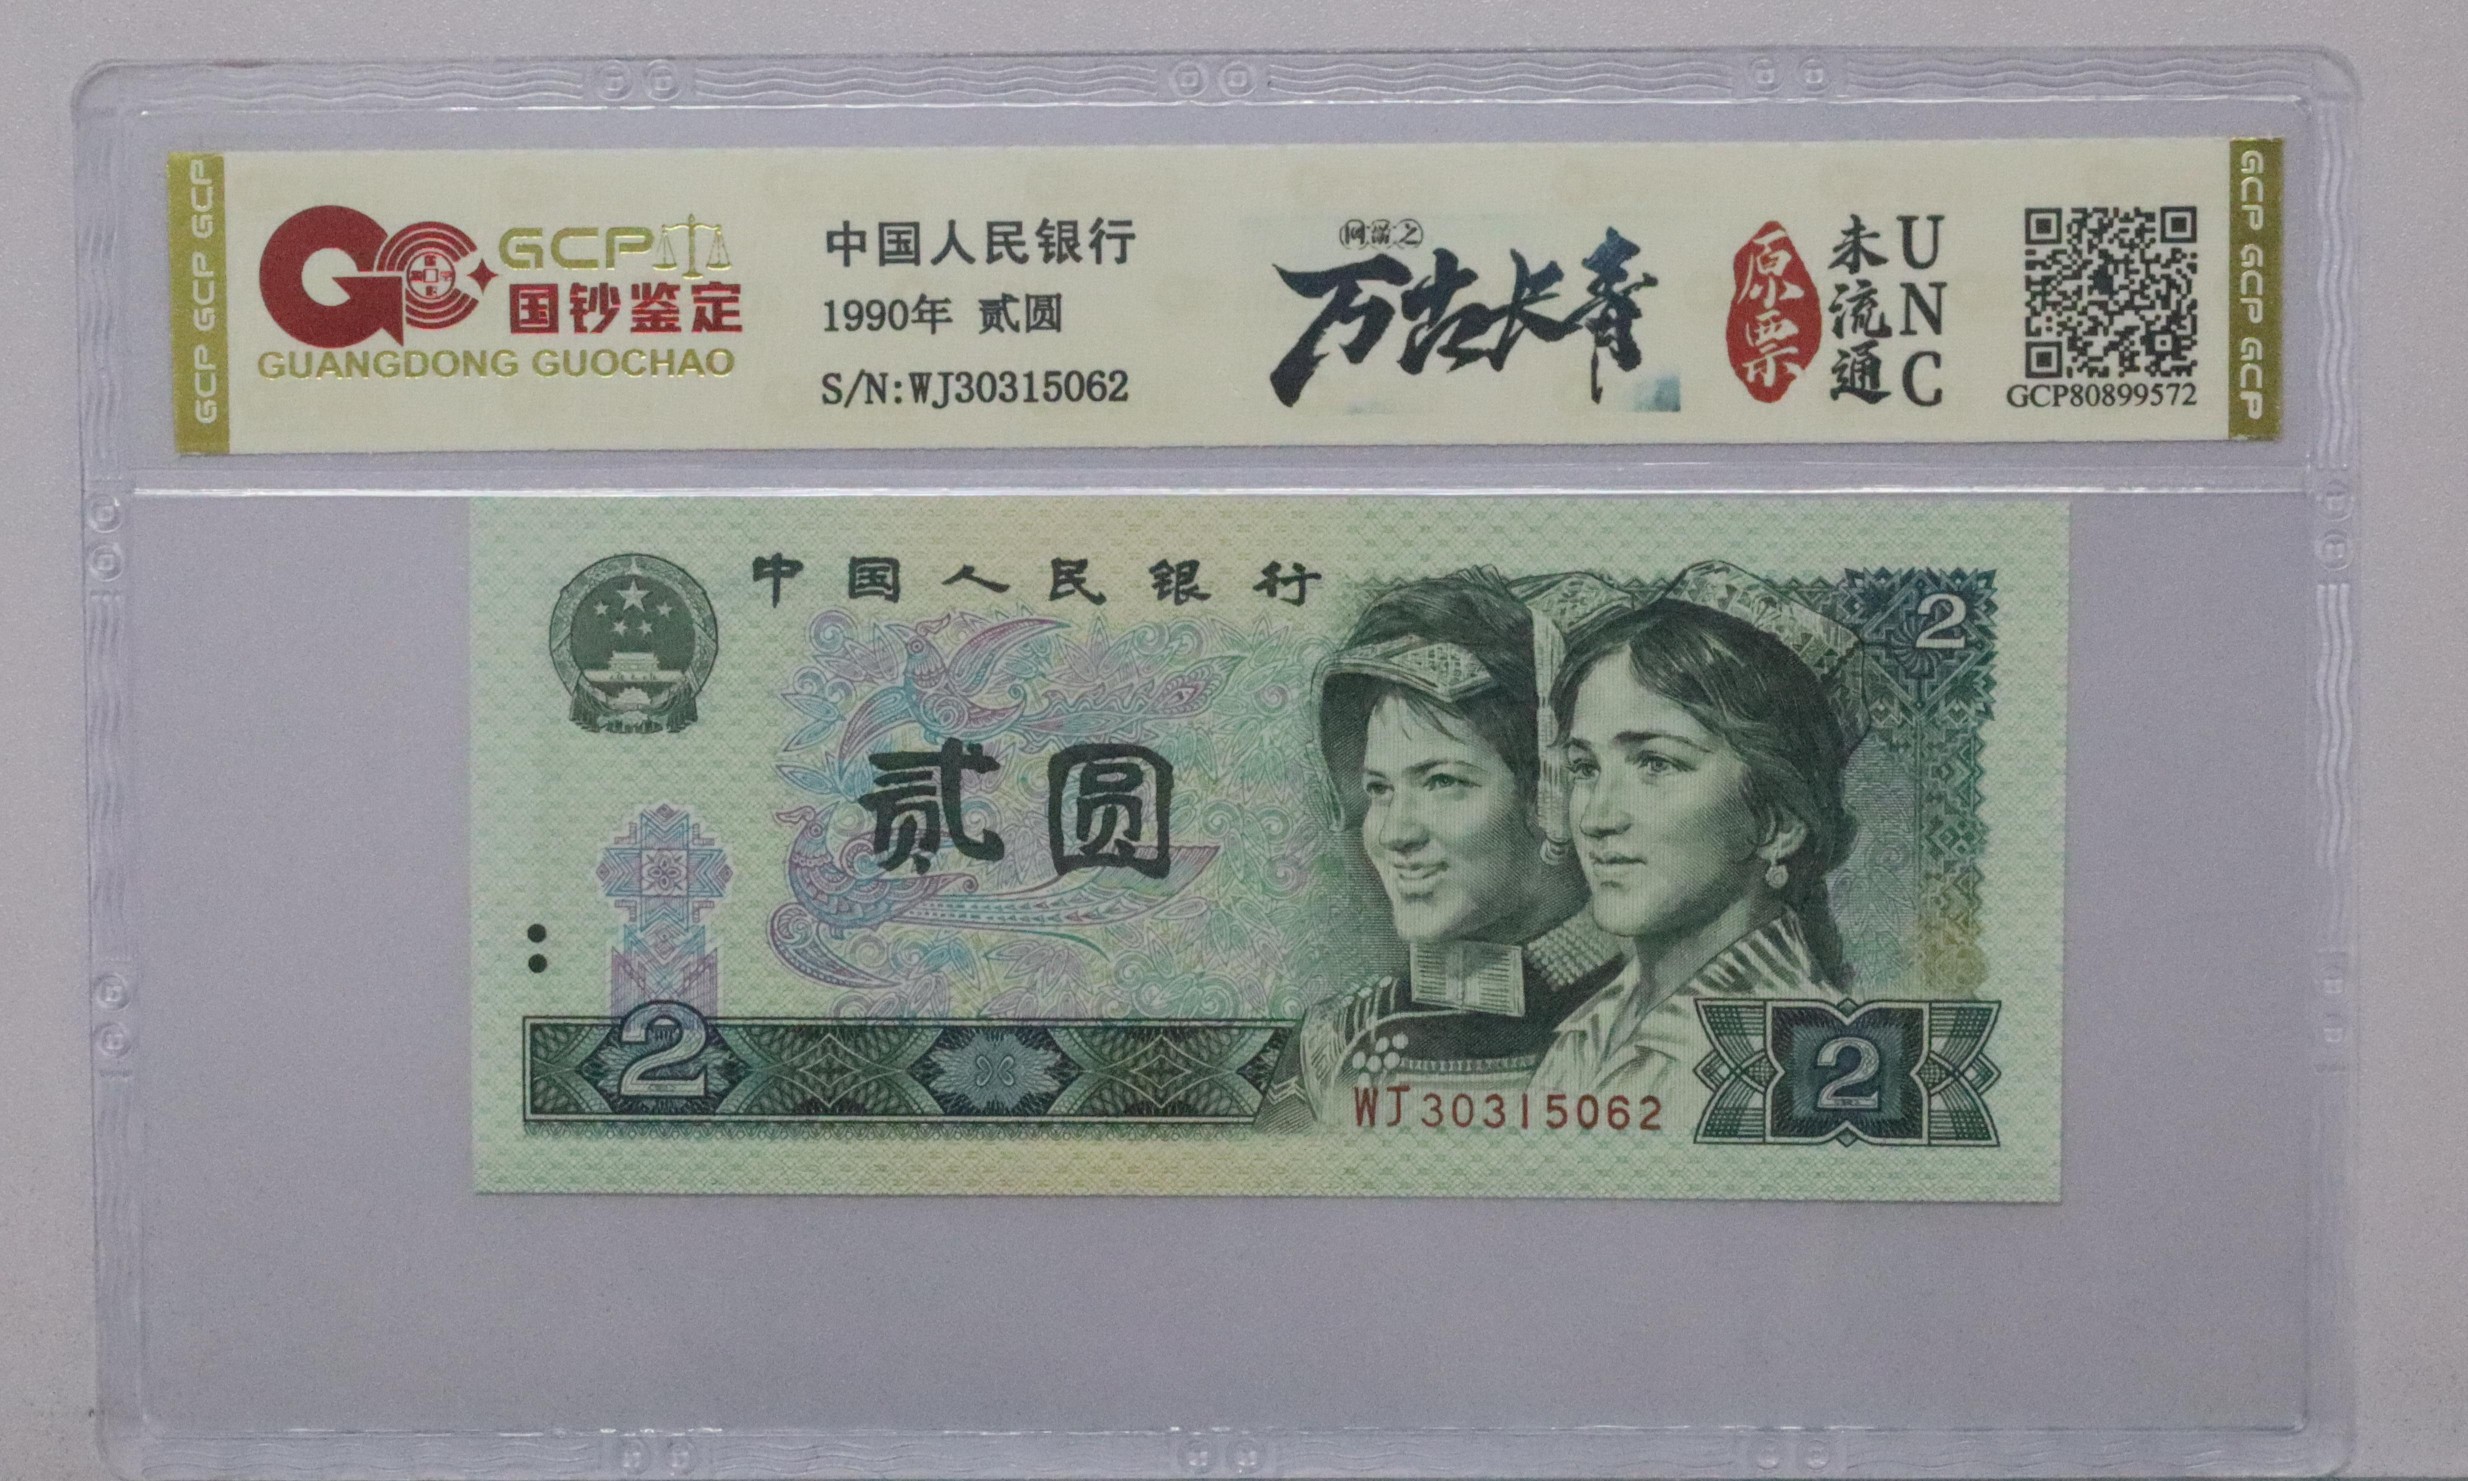 GCP GCP GCP
GCP
国钞鉴定
GUANGDONG GUOCHAO
中国人民银行
1990年 贰圆
S/N:WJ30315062
万古长青
原票
未流通
UNC
GCP80899572
GCP GCP GCP
中国人民银行
2
贰圆
2
WJ30315062
2